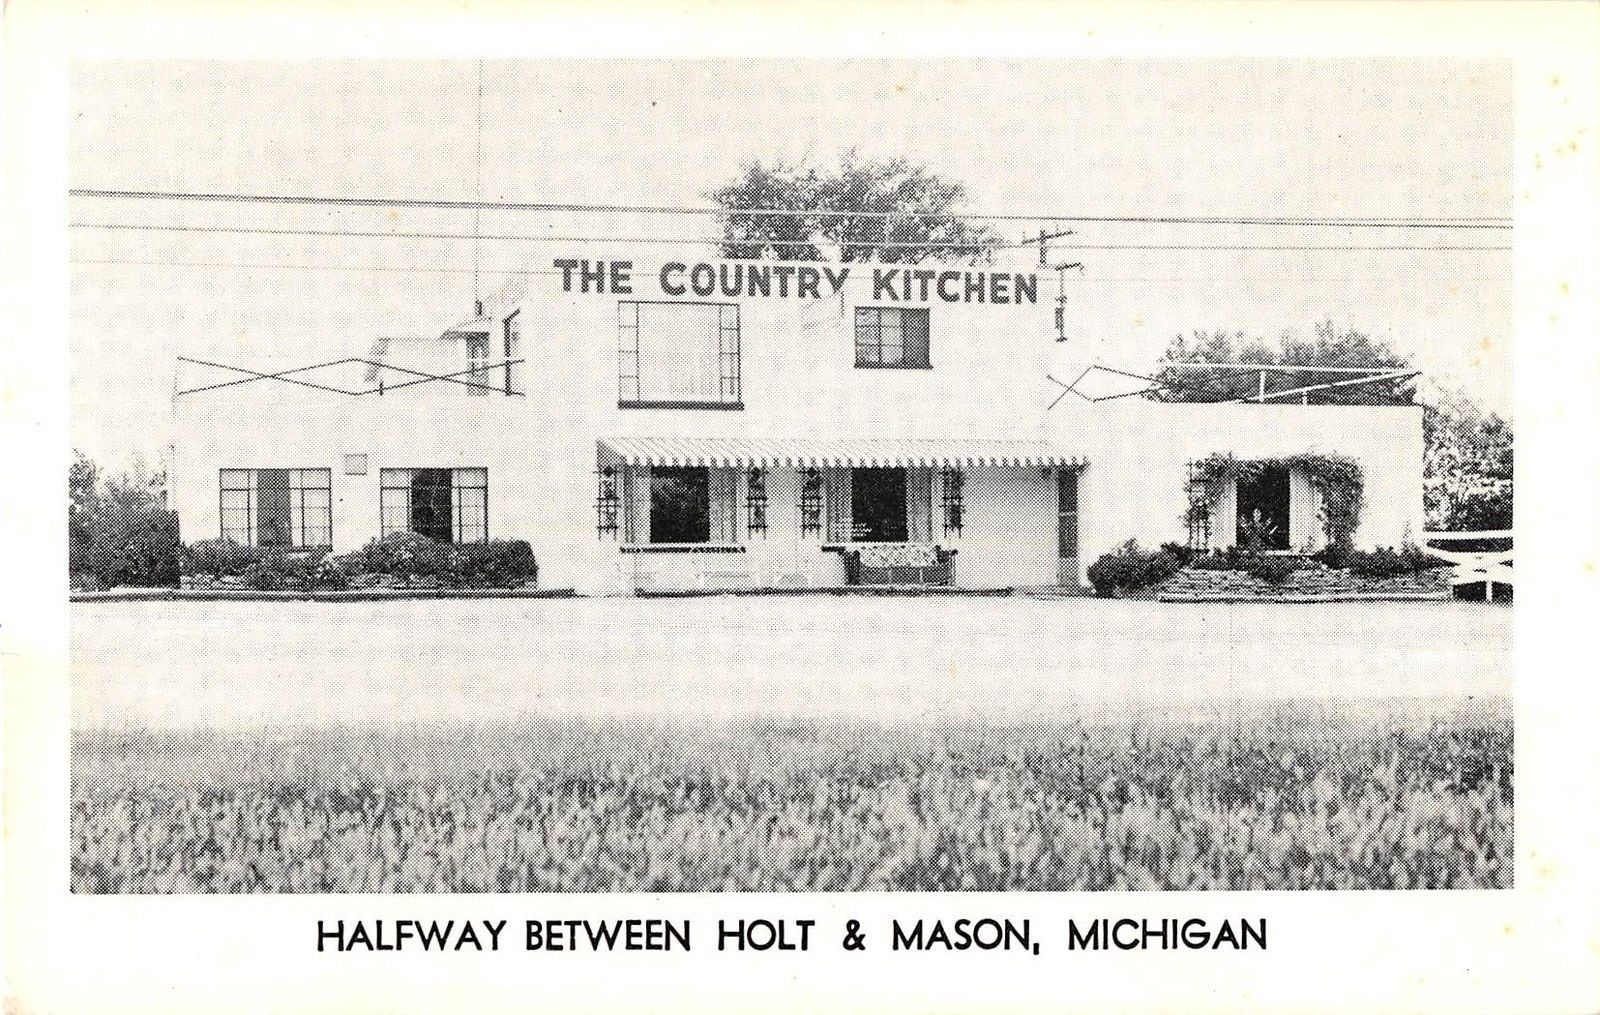 THE COUNTRY KITCHEN
HALFWAY BETWEEN HOLT & MASON, MICHIGAN